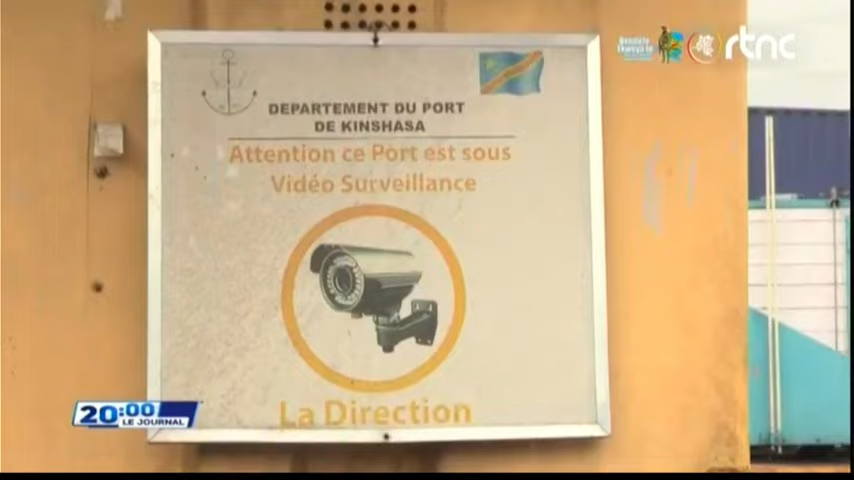 rtnc
DEPARTEMENT DU PORT
DE KINSHASA
Attention ce Port est sous
Vidéo Surveillance
La Direction
20:00
LE JOURNAL